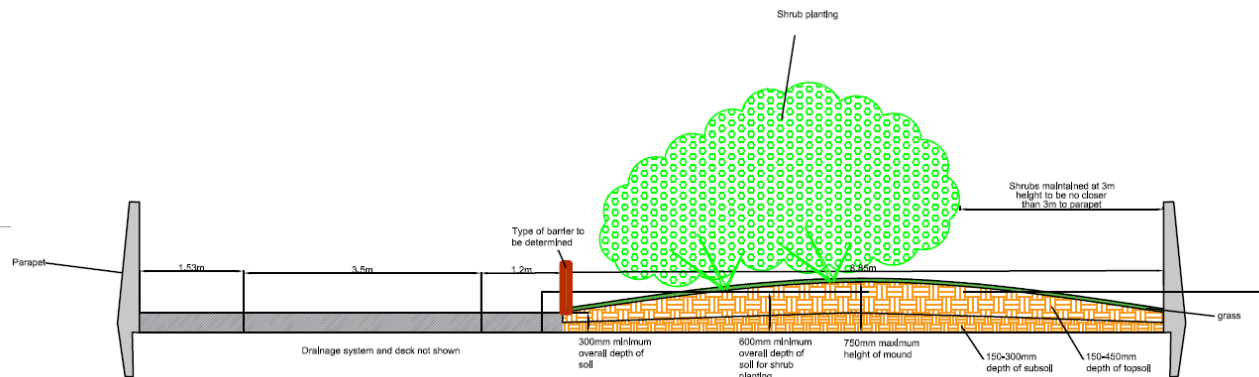 Shrub planting
Shrubs maintained at 3m
height to be no closer
than 3m to parapet
Type of barrier to
be determined
Parapet
1.53m
3.5m
1.2m
8.85m
grass
Drainage system and deck not shown
300mm minimum
overall depth of
soil
600mm minimum
overall depth of
soil for shrub
planting
750mm maximum
height of mound
150-300mm
depth of subsoil
150-450mm
depth of topsoil